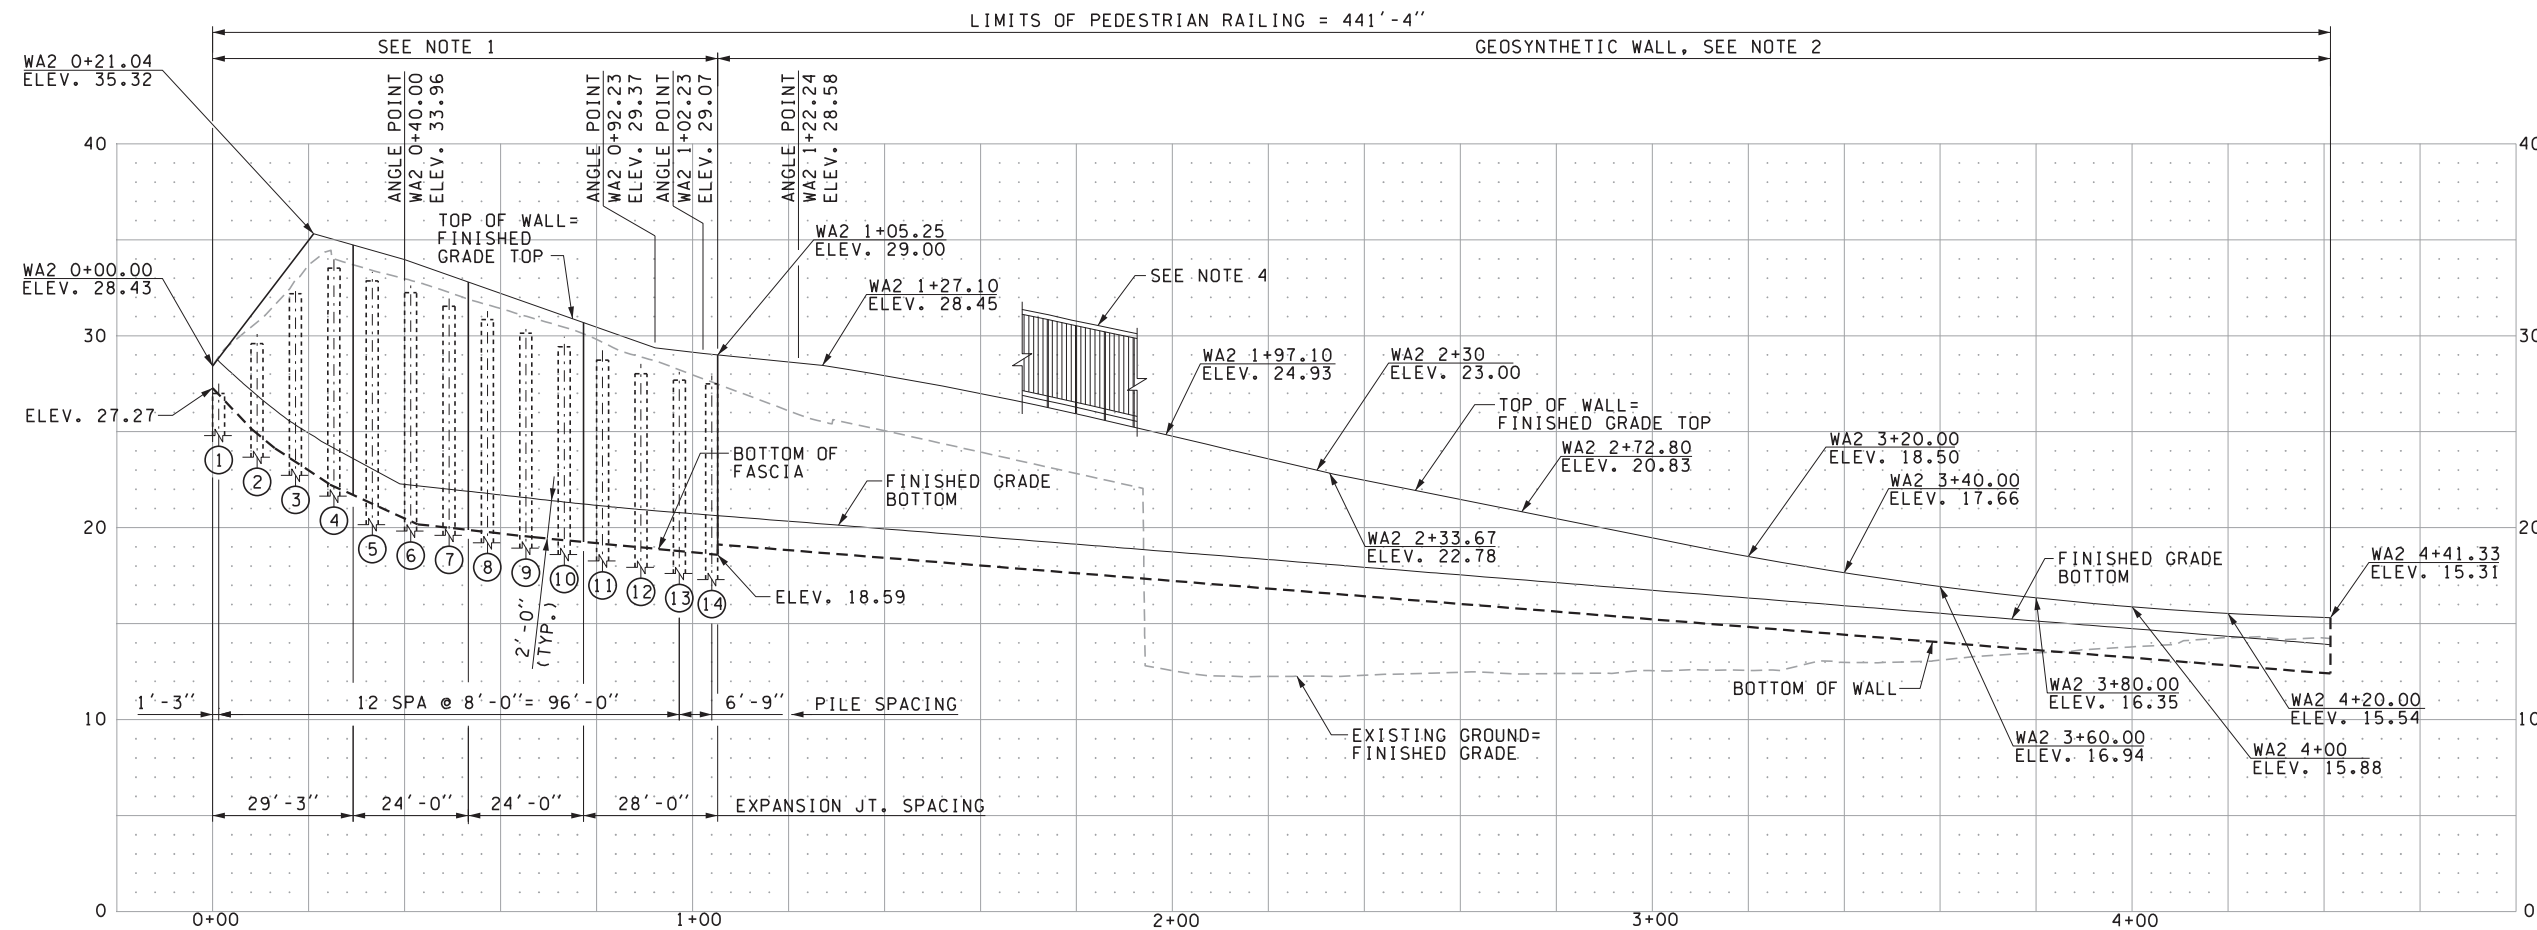 LIMITS OF PEDESTRIAN RAILING = 441'-4"
SEE NOTE 1
GEOSYNTHETIC WALL, SEE NOTE 2
WA2 0+21.04
ELEV. 35.32
ANGLE POINT
WA2 0+40.00
ELEV. 33.96
ANGLE POINT
WA2 0+92.23
ELEV. 29.37
ANGLE POINT
WA2 1+02.23
ELEV. 29.07
ANGLE POINT
WA2 1+22.24
ELEV. 28.58
40
40
TOP OF WALL=
FINISHED
GRADE TOP
WA2 1+05.25
ELEV. 29.00
WA2 0+00.00
ELEV. 28.43
WA2 1+27.10
ELEV. 28.45
SEE NOTE 4
30
30
WA2 1+97.10
ELEV. 24.93
WA2 2+30
ELEV. 23.00
ELEV. 27.27
TOP OF WALL=
FINISHED GRADE TOP
WA2 2+72.80
ELEV. 20.83
WA2 3+20.00
ELEV. 18.50
WA2 3+40.00
ELEV. 17.66
BOTTOM OF
FASCIA
FINISHED GRADE
BOTTOM
1
2
3
4
5
6
7
8
9
10
11
12
13
14
20
20
WA2 2+33.67
ELEV. 22.78
FINISHED GRADE
BOTTOM
WA2 4+41.33
ELEV. 15.31
ELEV. 18.59
2'-0"
(TYP.)
1'-3"
12 SPA @ 8'-0"= 96'-0"
6'-9"
PILE SPACING
BOTTOM OF WALL
WA2 3+80.00
ELEV. 16.35
WA2 4+20.00
ELEV. 15.54
10
10
EXISTING GROUND=
FINISHED GRADE
WA2 3+60.00
ELEV. 16.94
WA2 4+00
ELEV. 15.88
29'-3"
24'-0"
24'-0"
28'-0"
EXPANSION JT. SPACING
0
0
0+00
1+00
2+00
3+00
4+00